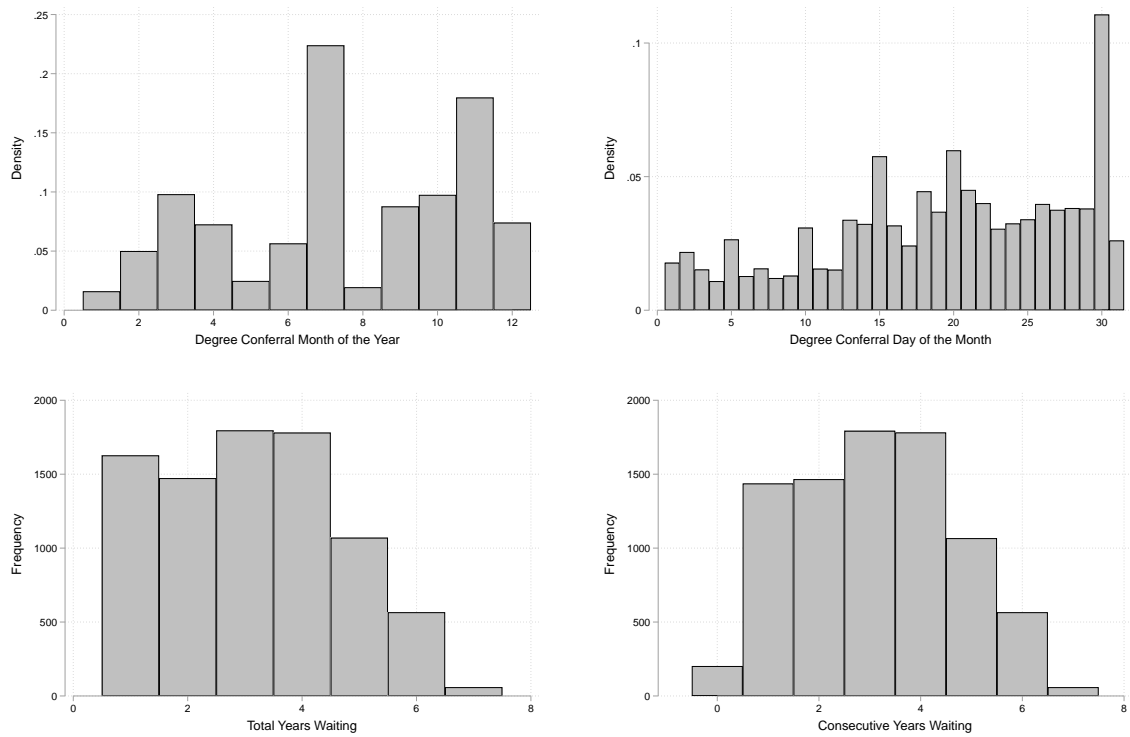 .25
.2
.15
.1
.05
0
Density
0 2 4 6 8 10 12
Degree Conferral Month of the Year
.1
.05
0
Density
0 5 10 15 20 25 30
Degree Conferral Day of the Month
2000
1500
1000
500
0
Frequency
0 2 4 6 8
Total Years Waiting
2000
1500
1000
500
0
Frequency
0 2 4 6 8
Consecutive Years Waiting